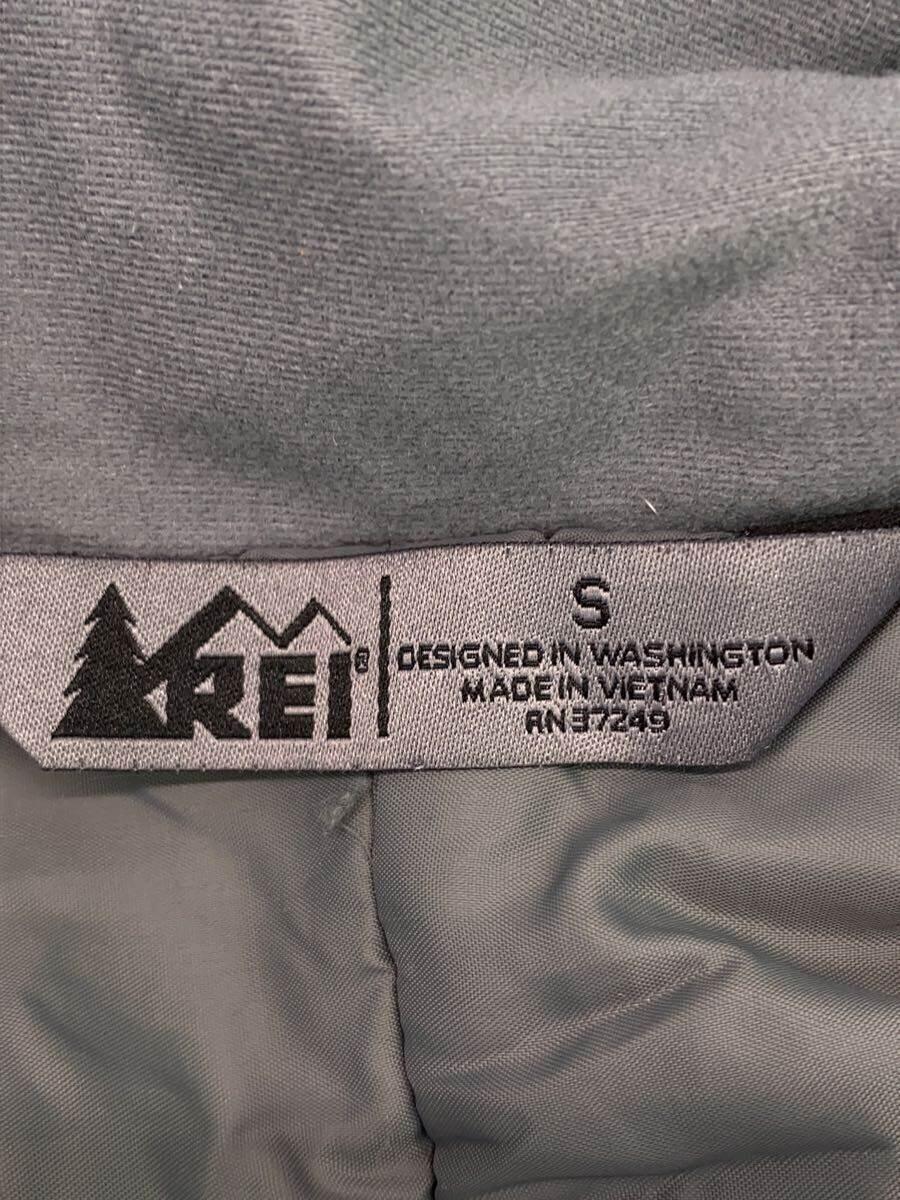 REI®
S
DESIGNED IN WASHINGTON
MADE IN VIETNAM
RN 37249